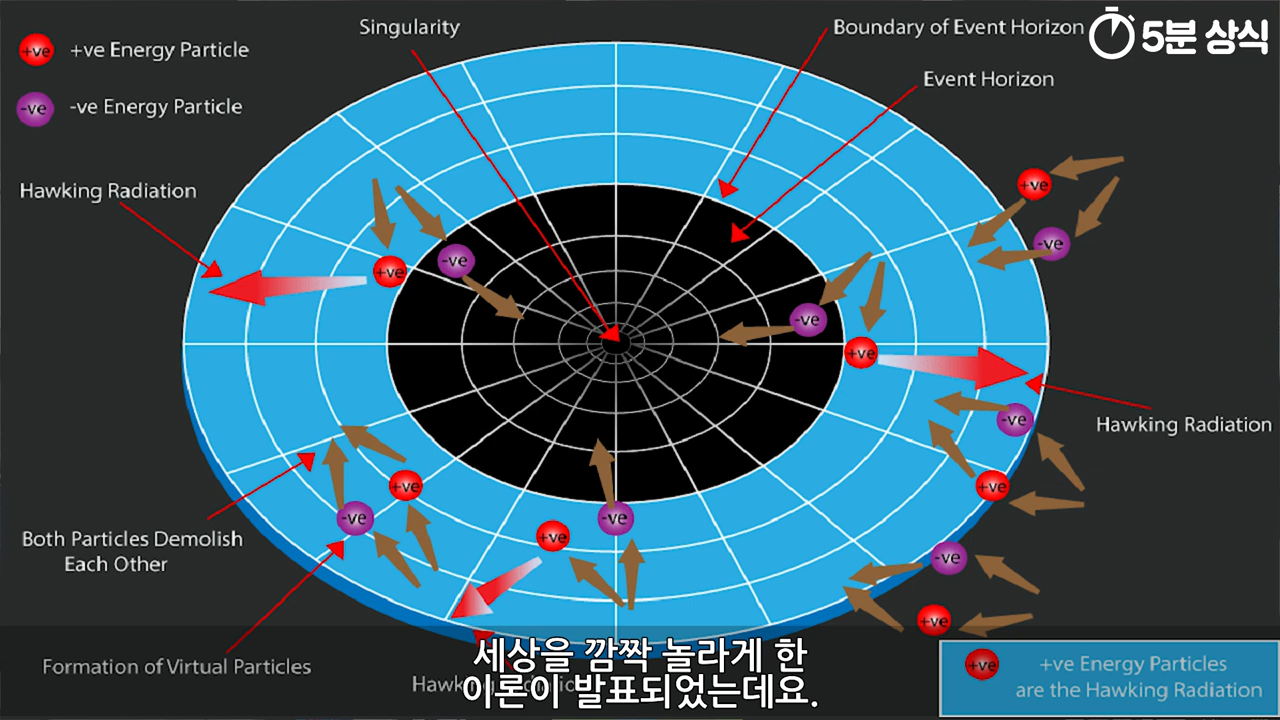 Singularity
Boundary of Event Horizon
5분 상식
+ve
+ve Energy Particle
Event Horizon
-ve
-ve Energy Particle
Hawking Radiation
+ve
-ve
-ve
+ve
-ve
+ve
-ve
Hawking Radiation
+ve
+ve
-ve
-ve
+ve
Both Particles Demolish
Each Other
-ve
+ve
Formation of Virtual Particles
Hawking Radiation
세상을 깜짝 놀라게 한
이론이 발표되었는데요.
+ve
+ve Energy Particles
are the Hawking Radiation